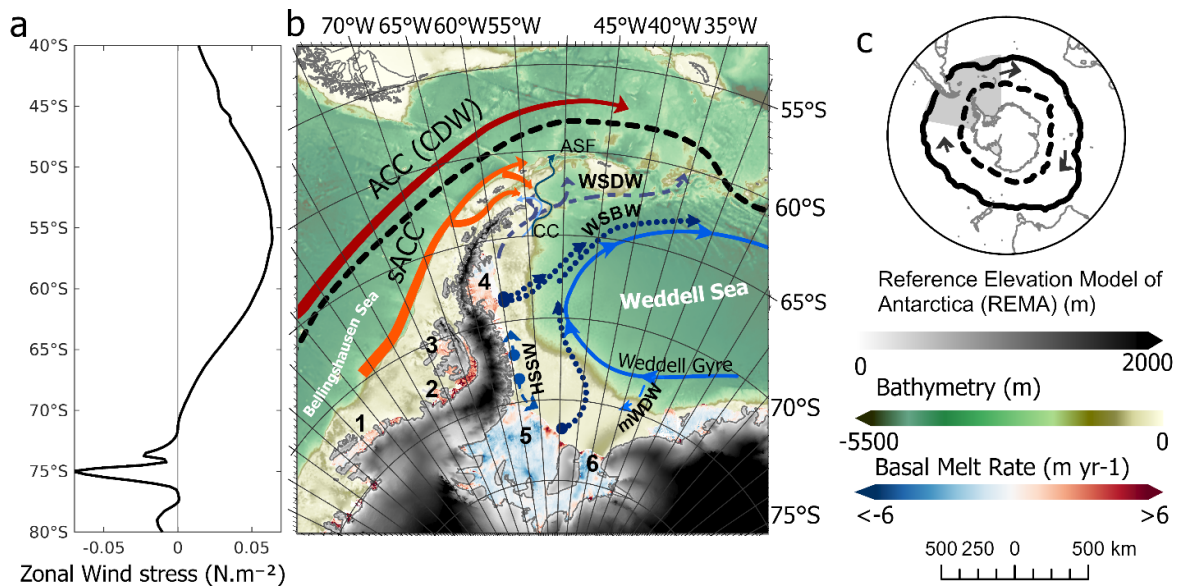 a
40°S
45°S
50°S
55°S
60°S
65°S
70°S
75°S
80°S
-0.05 0 0.05
Zonal Wind stress (N.m⁻²)
b
70°W 60°W 55°W 45°W 35°W
55°S
60°S
65°S
70°S
75°S
ACC (CDW)
sACC
ASF
WSDW
CC
WSBW
Weddell Sea
Weddell Gyre
Bellingshausen Sea
HSSW
mWDW
1
2
3
4
5
6
c
Reference Elevation Model of
Antarctica (REMA) (m)
0 2000
Bathymetry (m)
-5500 0
Basal Melt Rate (m yr-1)
<-6 >6
500 250 0 500 km